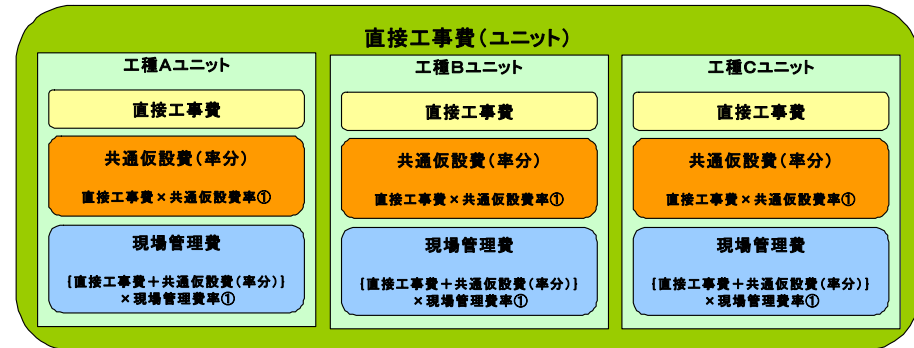 直接工事費(ユニット)
工種Aユニット
直接工事費
共通仮設費(率分)
直接工事費×共通仮設費率①
現場管理費
{直接工事費+共通仮設費(率分)}
×現場管理費率①
工種Bユニット
直接工事費
共通仮設費(率分)
直接工事費×共通仮設費率①
現場管理費
{直接工事費+共通仮設費(率分)}
×現場管理費率①
工種Cユニット
直接工事費
共通仮設費(率分)
直接工事費×共通仮設費率①
現場管理費
{直接工事費+共通仮設費(率分)}
×現場管理費率①